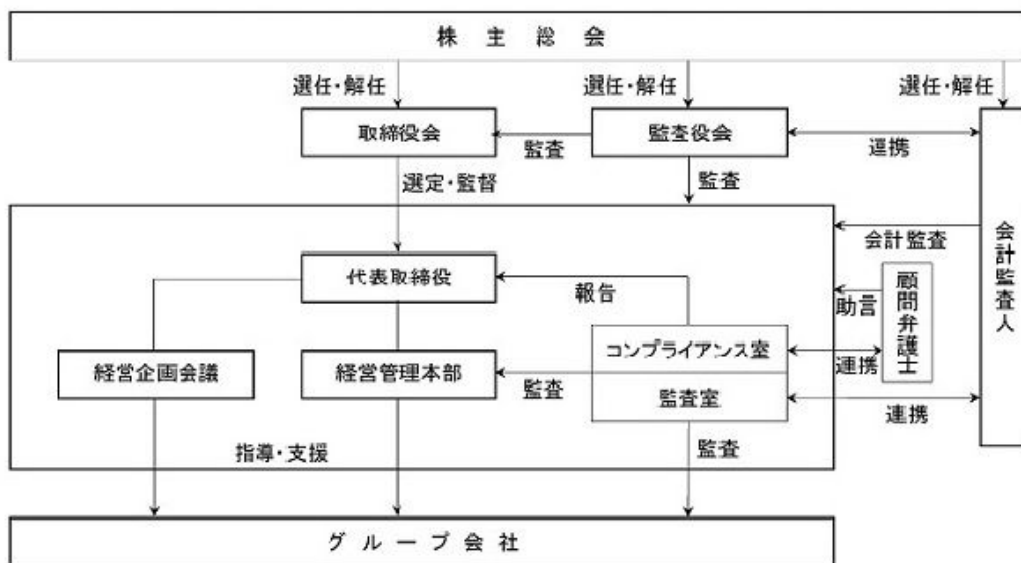 株主総会
選任・解任
選任・解任
選任・解任
取締役会
監査
監査役会
連携
選定・監督
監査
会計監査
会計監査人
代表取締役
報告
助言
顧問弁護士
経営企画会議
経営管理本部
監査
コンプライアンス室
連携
監査室
連携
指導・支援
監査
グループ会社